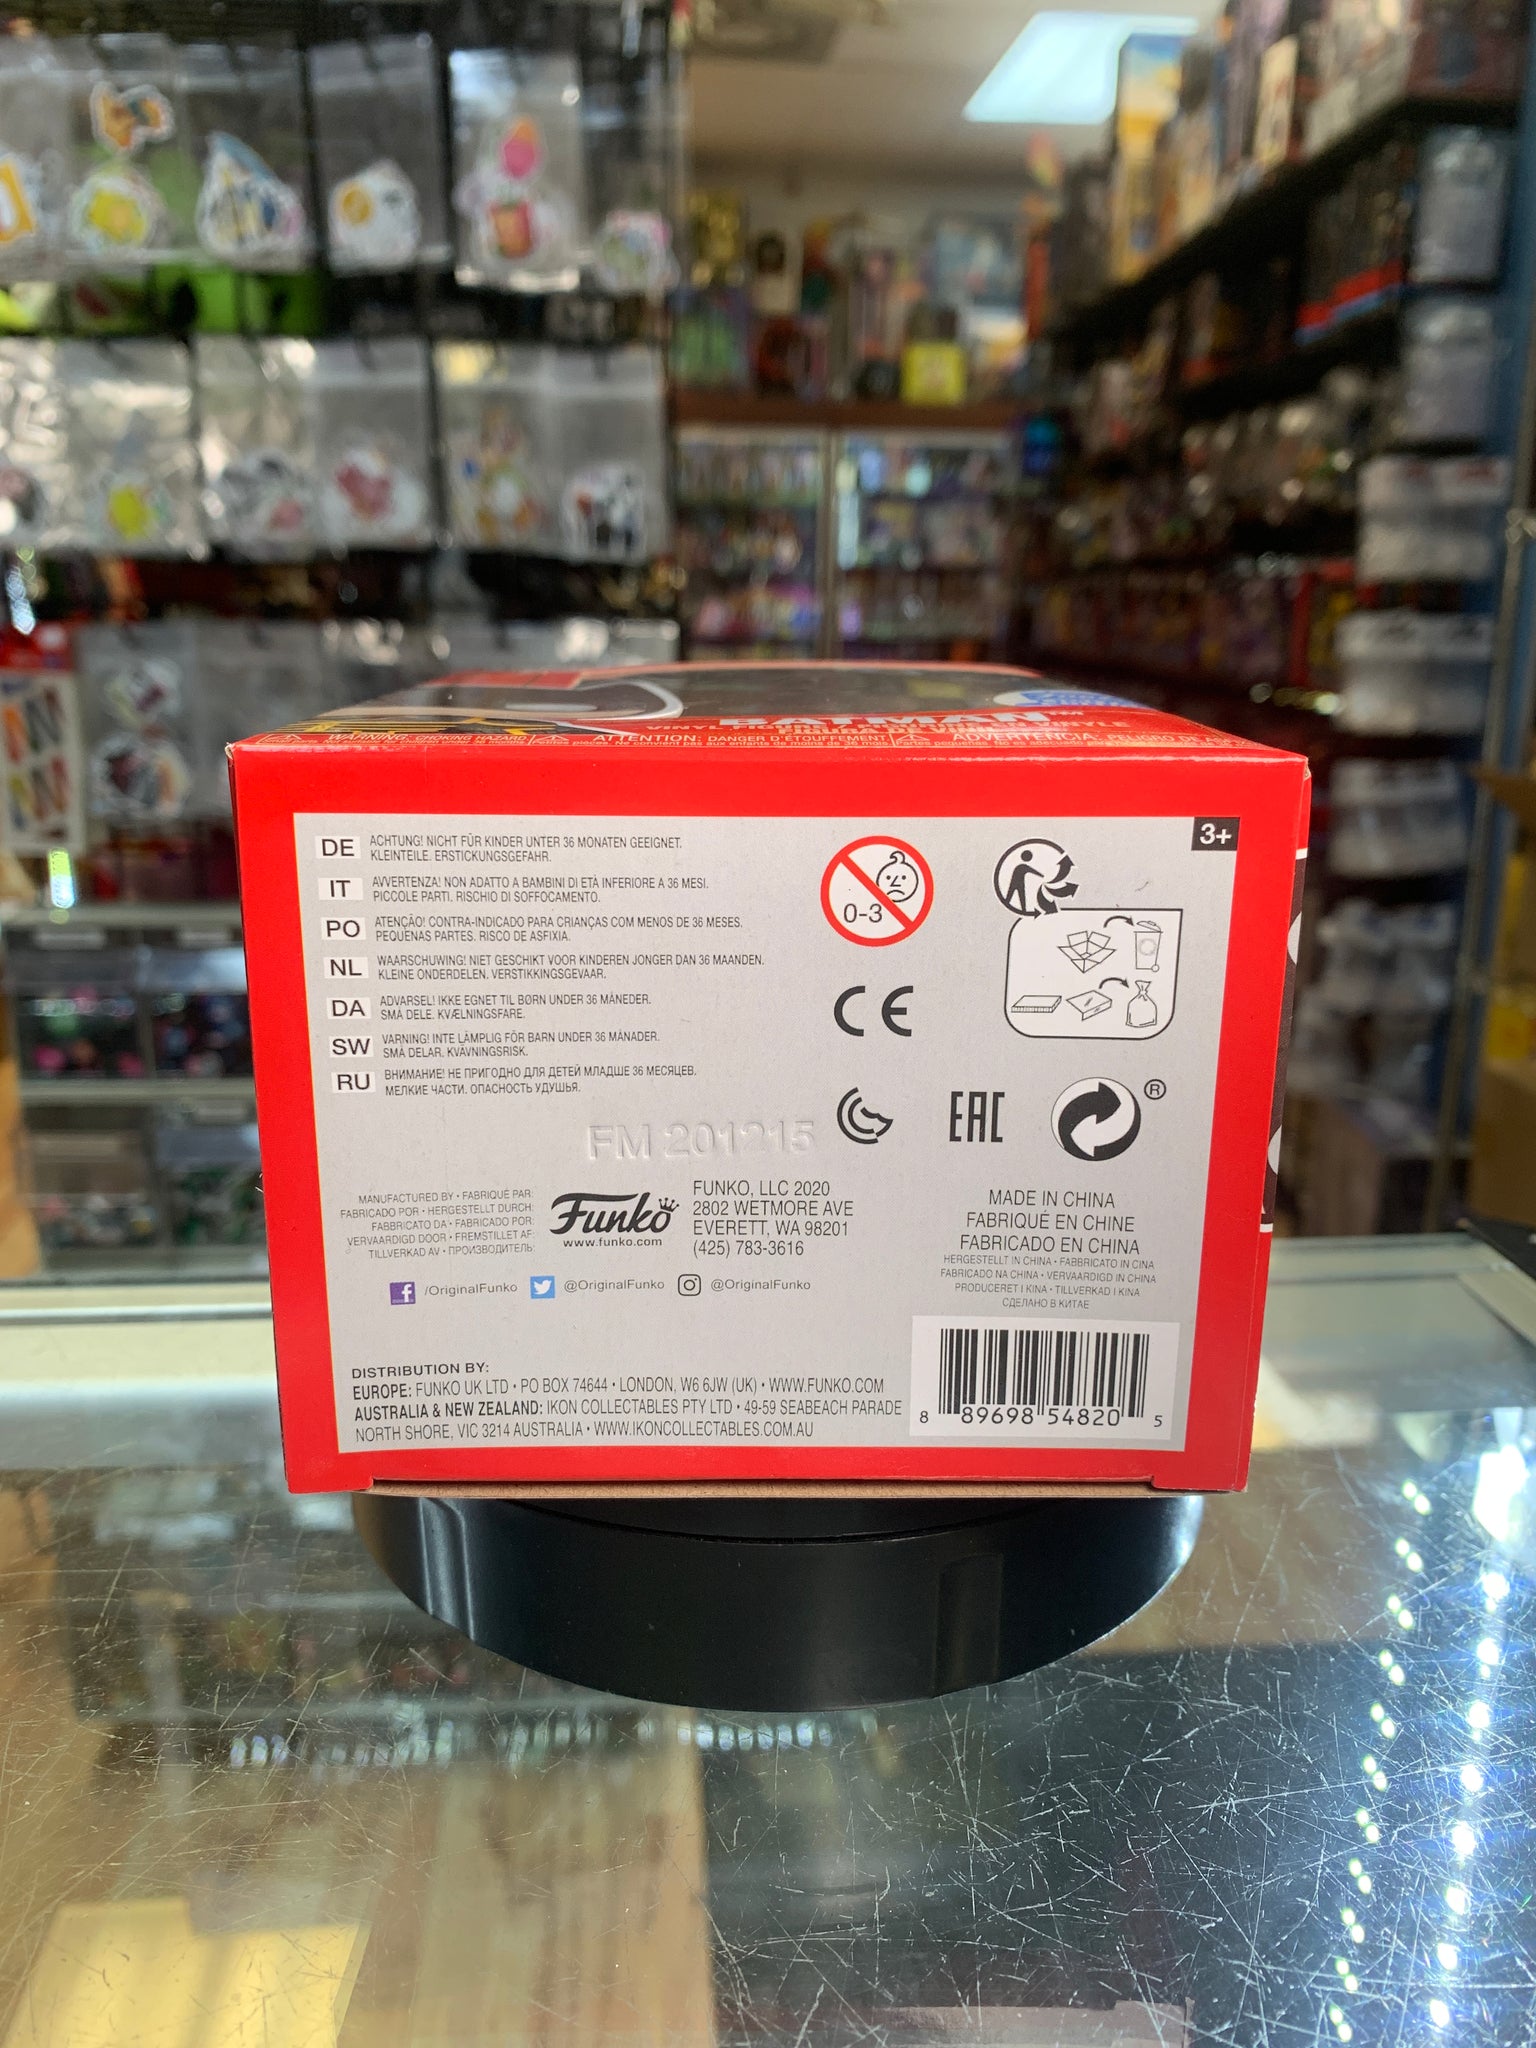 BATMAN™
WARNING: CHOKING HAZARD
ATTENTION: DANGER D'ÉTOUFFEMENT
ADVERTENCIA: PELIGRO DE
3+
DE ACHTUNG! NICHT FÜR KINDER UNTER 36 MONATEN GEEIGNET.
KLEINTEILE. ERSTICKUNGSGEFAHR.
IT AVVERTENZA! NON ADATTO A BAMBINI DI ETÀ INFERIORE A 36 MESI.
PICCOLE PARTI. RISCHIO DI SOFFOCAMENTO.
PO ATENÇÃO! CONTRA-INDICADO PARA CRIANÇAS COM MENOS DE 36 MESES.
PEQUENAS PARTES. RISCO DE ASFIXIA.
NL WAARSCHUWING! NIET GESCHIKT VOOR KINDEREN JONGER DAN 36 MAANDEN.
KLEINE ONDERDELEN. VERSTIKKINGSGEVAAR.
DA ADVARSEL! IKKE EGNET TIL BØRN UNDER 36 MÅNEDER.
SMÅ DELE. KVÆLNINGSFARE.
SW VARNING! INTE LÄMPLIG FÖR BARN UNDER 36 MÅNADER.
SMÅ DELAR. KVÄVNINGSRISK.
RU ВНИМАНИЕ! НЕ ПРИГОДНО ДЛЯ ДЕТЕЙ МЛАДШЕ 36 МЕСЯЦЕВ.
МЕЛКИЕ ЧАСТИ. ОПАСНОСТЬ УДУШЬЯ.
0-3
CE
EAC
®
FM 201215
MANUFACTURED BY • FABRIQUÉ PAR:
FABRICADO POR • HERGESTELLT DURCH:
FABBRICATO DA • FABRICADO POR:
VERVAARDIGD DOOR • FREMSTILLET AF:
TILLVERKAD AV • ПРОИЗВОДИТЕЛЬ:
Funko
www.funko.com
FUNKO, LLC 2020
2802 WETMORE AVE
EVERETT, WA 98201
(425) 783-3616
MADE IN CHINA
FABRIQUÉ EN CHINE
FABRICADO EN CHINA
HERGESTELLT IN CHINA • FABBRICATO IN CINA
FABRICADO NA CHINA • VERVAARDIGD IN CHINA
PRODUCERET I KINA • TILLVERKAD I KINA
СДЕЛАНО В КИТАЕ
f /OriginalFunko @OriginalFunko @OriginalFunko
DISTRIBUTION BY:
EUROPE: FUNKO UK LTD • PO BOX 74644 • LONDON, W6 6JW (UK) • WWW.FUNKO.COM
AUSTRALIA & NEW ZEALAND: IKON COLLECTABLES PTY LTD • 49-59 SEABEACH PARADE
NORTH SHORE, VIC 3214 AUSTRALIA • WWW.IKONCOLLECTABLES.COM.AU
8 89698 54820 5